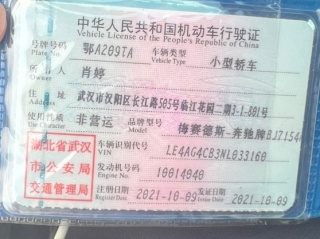 中华人民共和国机动车行驶证
Vehicle License of the People's Republic of China
号牌号码 鄂A209TA 车辆类型 小型轿车
Plate No. Vehicle Type
所有人 肖婷
Owner
住址 武汉市汉阳区长江路505号临江花园二期3-1-801号
Address
使用性质 非营运 品牌型号 梅赛德斯-奔驰牌BJ7154
湖北省武汉 车辆识别代号 LE4AG4CB3NL033160
VIN
市公安局 发动机号码 10014040
Engine No.
交通管理局 注册日期 2021-10-09 发证日期 2021-10-09
Register Date Issue Date